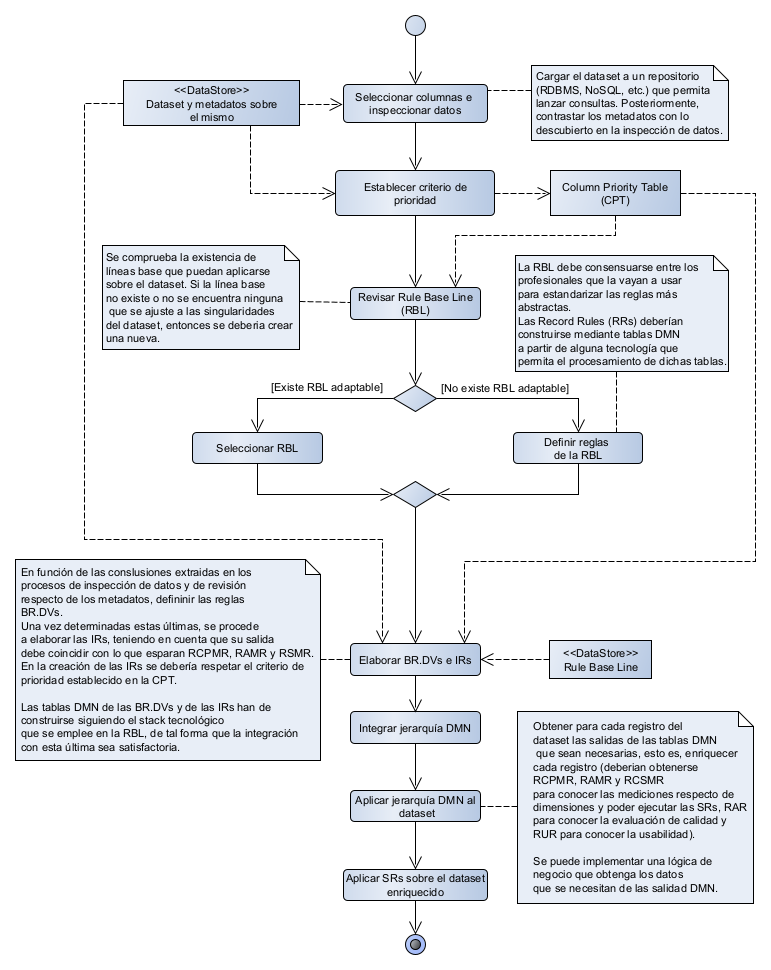 <<DataStore>>
Dataset y metadatos sobre
el mismo
Seleccionar columnas e
inspeccionar datos
Cargar el dataset a un repositorio
(RDBMS, NoSQL, etc.) que permita
lanzar consultas. Posteriormente,
contrastar los metadatos con lo
descubierto en la inspección de datos.
Establecer criterio de
prioridad
Column Priority Table
(CPT)
Se comprueba la existencia de
líneas base que puedan aplicarse
sobre el dataset. Si la línea base
no existe o no se encuentra ninguna
que se ajuste a las singularidades
del dataset, entonces se deberia crear
una nueva.
Revisar Rule Base Line
(RBL)
La RBL debe consensuarse entre los
profesionales que la vayan a usar
para estandarizar las reglas más
abstractas.
Las Record Rules (RRs) deberían
construirse mediante tablas DMN
a partir de alguna tecnología que
permita el procesamiento de dichas tablas.
[Existe RBL adaptable]
[No existe RBL adaptable]
Seleccionar RBL
Definir reglas
de la RBL
En función de las conslusiones extraidas en los
procesos de inspección de datos y de revisión
respecto de los metadatos, defininir las reglas
BR.DVs.
Una vez determinadas estas últimas, se procede
a elaborar las IRs, teniendo en cuenta que su salida
debe coincidir con lo que esparan RCPMR, RAMR y RSMR.
En la creación de las IRs se debería respetar el criterio de
prioridad establecido en la CPT.
Las tablas DMN de las BR.DVs y de las IRs han de
construirse siguiendo el stack tecnológico
que se emplee en la RBL, de tal forma que la integración
con esta última sea satisfactoria.
Elaborar BR.DVs e IRs
<<DataStore>>
Rule Base Line
Integrar jerarquía DMN
Aplicar jerarquía DMN al
dataset
Obtener para cada registro del
dataset las salidas de las tablas DMN
que sean necesarias, esto es, enriquecer
cada registro (deberian obtenerse
RCPMR, RAMR y RCSMR
para conocer las mediciones respecto de
dimensiones y poder ejecutar las SRs, RAR
para conocer la evaluación de calidad y
RUR para conocer la usabilidad).
Se puede implementar una lógica de
negocio que obtenga los datos
que se necesitan de las salidad DMN.
Aplicar SRs sobre el dataset
enriquecido